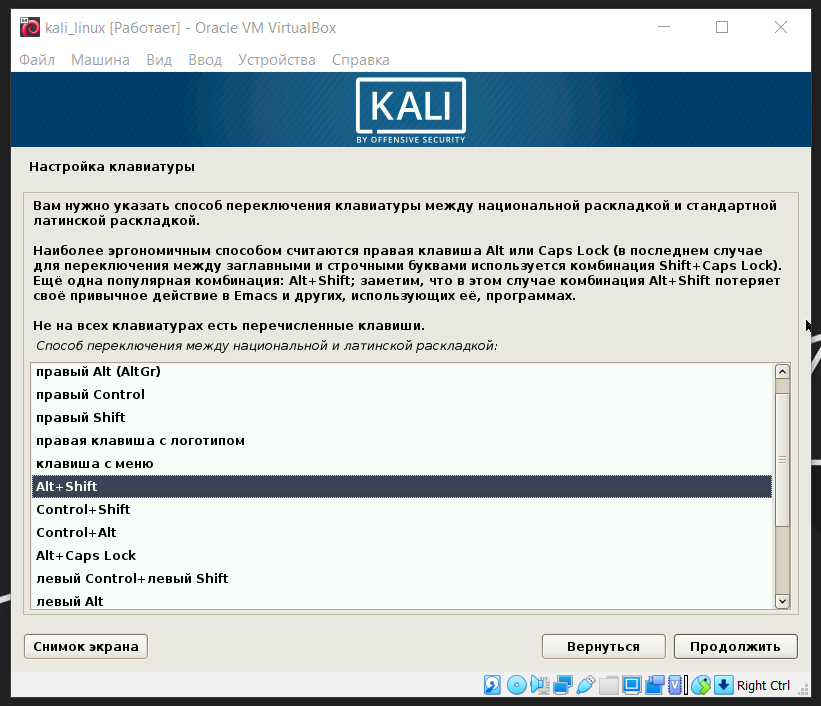 kali_linux [Работает] - Oracle VM VirtualBox
Файл Машина Вид Ввод Устройства Справка
KALI
BY OFFENSIVE SECURITY
Настройка клавиатуры
Вам нужно указать способ переключения клавиатуры между национальной раскладкой и стандартной
латинской раскладкой.
Наиболее эргономичным способом считаются правая клавиша Alt или Caps Lock (в последнем случае
для переключения между заглавными и строчными буквами используется комбинация Shift+Caps Lock).
Ещё одна популярная комбинация: Alt+Shift; заметим, что в этом случае комбинация Alt+Shift потеряет
своё привычное действие в Emacs и других, использующих её, программах.
Не на всех клавиатурах есть перечисленные клавиши.
Способ переключения между национальной и латинской раскладкой:
правый Alt (AltGr)
правый Control
правый Shift
правая клавиша с логотипом
клавиша с меню
Alt+Shift
Control+Shift
Control+Alt
Alt+Caps Lock
левый Control+левый Shift
левый Alt
Снимок экрана Вернуться Продолжить
Right Ctrl